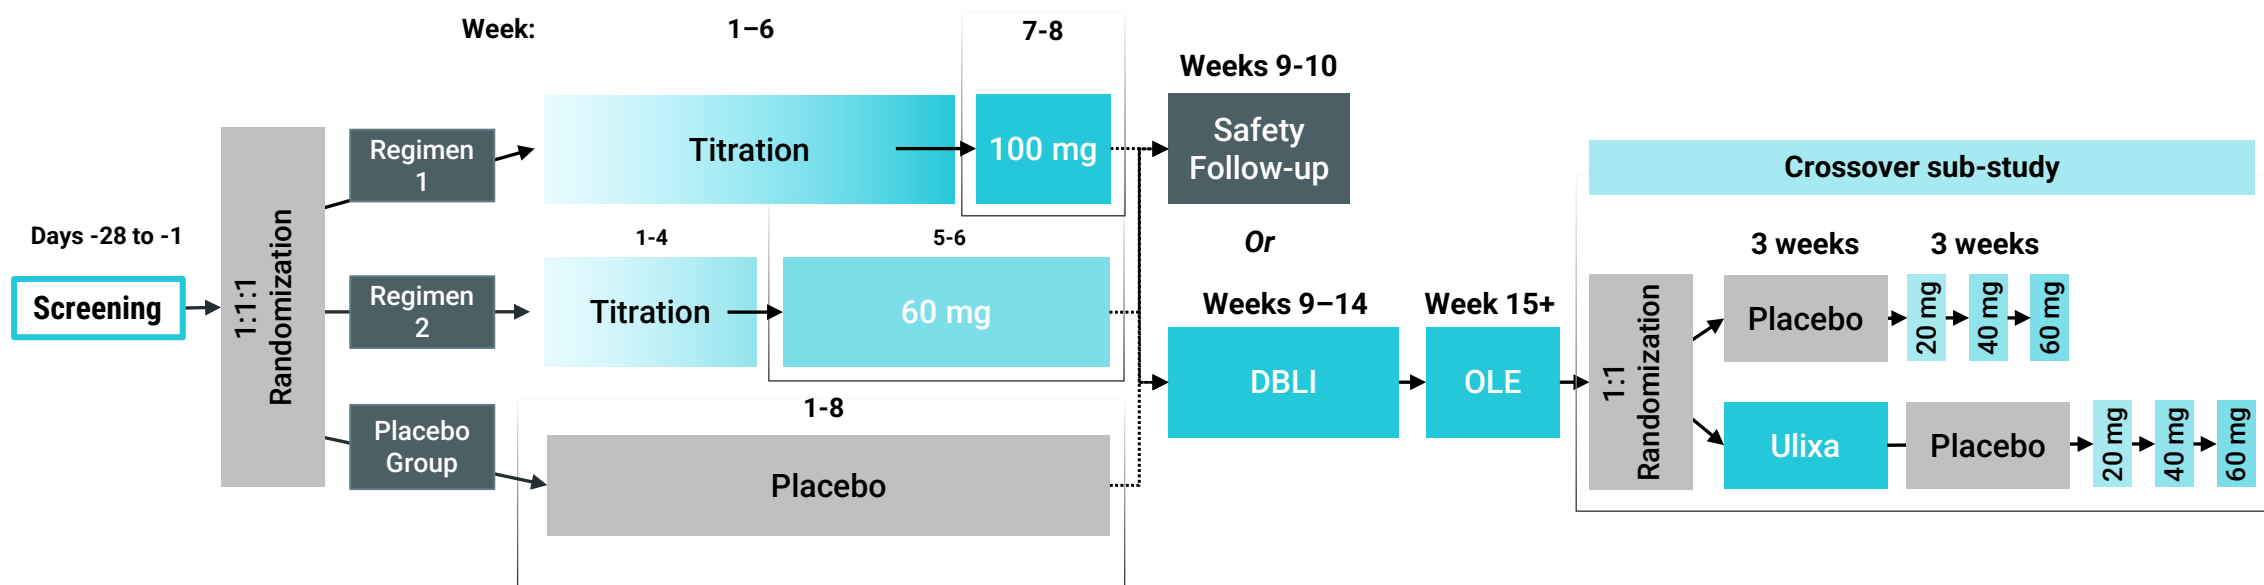 Week:
1–6
7-8
Weeks 9-10
Regimen
1
Titration
100 mg
Safety
Follow-up
Crossover sub-study
Days -28 to -1
Screening
1:1:1
Randomization
1-4
5-6
Or
3 weeks
3 weeks
Regimen
2
Titration
60 mg
Weeks 9–14
Week 15+
DBLI
OLE
1:1
Randomization
Placebo
20 mg
40 mg
60 mg
Placebo
Group
1-8
Placebo
Ulixa
Placebo
20 mg
40 mg
60 mg